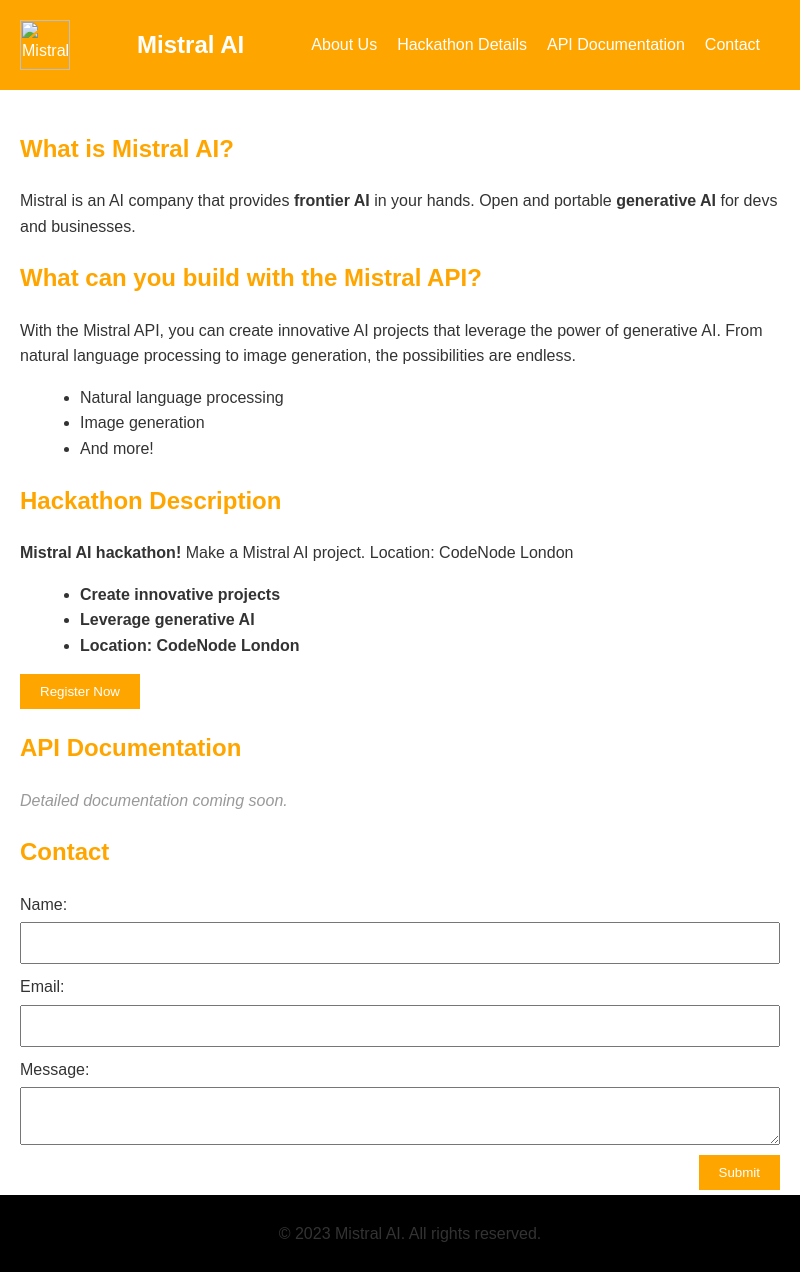 Mistral
Mistral AI
About Us Hackathon Details API Documentation Contact
What is Mistral AI?
Mistral is an AI company that provides frontier AI in your hands. Open and portable generative AI for devs
and businesses.
What can you build with the Mistral API?
With the Mistral API, you can create innovative AI projects that leverage the power of generative AI. From
natural language processing to image generation, the possibilities are endless.
• Natural language processing
• Image generation
• And more!
Hackathon Description
Mistral AI hackathon! Make a Mistral AI project. Location: CodeNode London
• Create innovative projects
• Leverage generative AI
• Location: CodeNode London
Register Now
API Documentation
Detailed documentation coming soon.
Contact
Name:
Email:
Message:
Submit
© 2023 Mistral AI. All rights reserved.